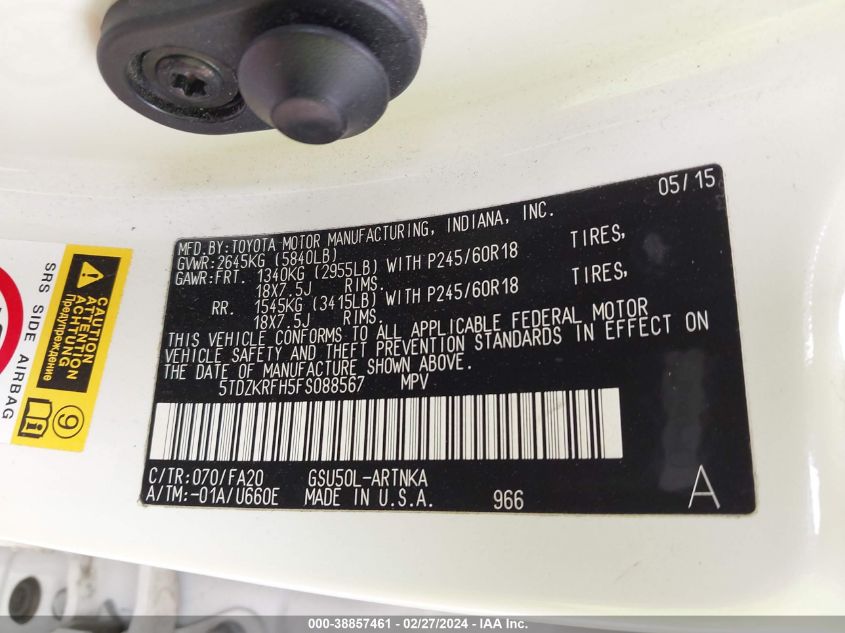 05/15
MFD.BY:TOYOTA MOTOR MANUFACTURING, INDIANA, INC.
GVWR:2645KG (5840LB)
GAWR:FRT. 1340KG (2955LB) WITH P245/60R18 TIRES,
18X7.5J RIMS.
RR. 1545KG (3415LB) WITH P245/60R18 TIRES,
18X7.5J RIMS.
THIS VEHICLE CONFORMS TO ALL APPLICABLE FEDERAL MOTOR
VEHICLE SAFETY AND THEFT PREVENTION STANDARDS IN EFFECT ON
THE DATE OF MANUFACTURE SHOWN ABOVE.
5TDZKRFH5FS088567 MPV
C/TR:070/FA20 GSU50L-ARTNKA
A/TM:-01A/U660E MADE IN U.S.A. 966 A
SRS SIDE AIRBAG
CAUTION
ATTENTION
ACHTUNG
Предупреждение
9
000-38857461 - 02/27/2024 - IAA Inc.